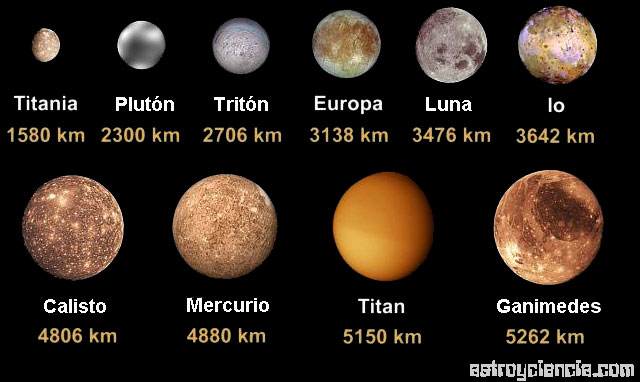 Titania Plutón Tritón Europa Luna Io
1580 km 2300 km 2706 km 3138 km 3476 km 3642 km
Calisto Mercurio Titan Ganimedes
4806 km 4880 km 5150 km 5262 km
astroyciencia.com